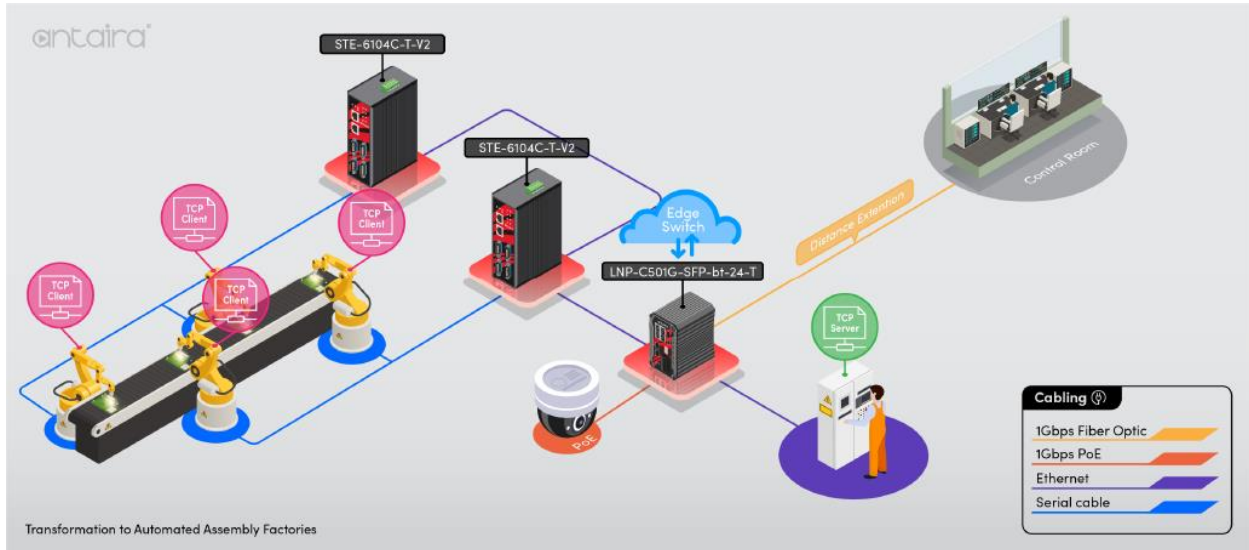 antaira
STE-6104C-T-V2
STE-6104C-T-V2
TCP
Client
TCP
Client
TCP
Client
TCP
Client
Edge
Switch
LNP-C501G-SFP-bt-24-T
Distance Extention
Control Room
TCP
Server
PoE
Cabling
1Gbps Fiber Optic
1Gbps PoE
Ethernet
Serial cable
Transformation to Automated Assembly Factories